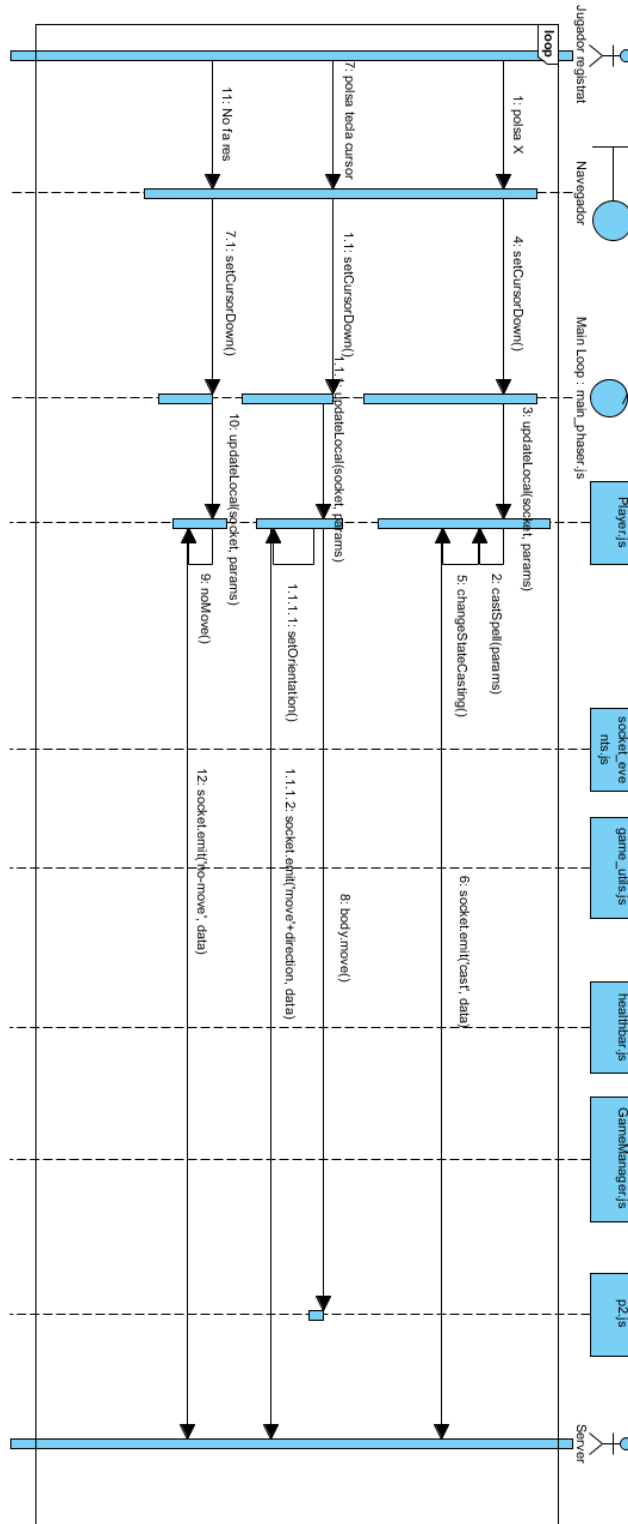 Jugador registrat
Navegador
Main Loop : main_phaser.js
Player.js
socket_eve
nts.js
game_utils.js
healthbar.js
GameManager.js
p2.js
Server
loop
1: polsa X
4: setCursorDown()
3: updateLocal(socket, params)
2: castSpell(params)
5: changeStateCasting()
6: socket.emit('cast', data)
7: polsa tecla cursor
1.1: setCursorDown()
1.1.1: updateLocal(socket, params)
8: body.move()
1.1.1.1: setOrientation()
1.1.1.2: socket.emit('move'+direction, data)
11: No fa res
7.1: setCursorDown()
10: updateLocal(socket, params)
9: noMove()
12: socket.emit("no-move", data)